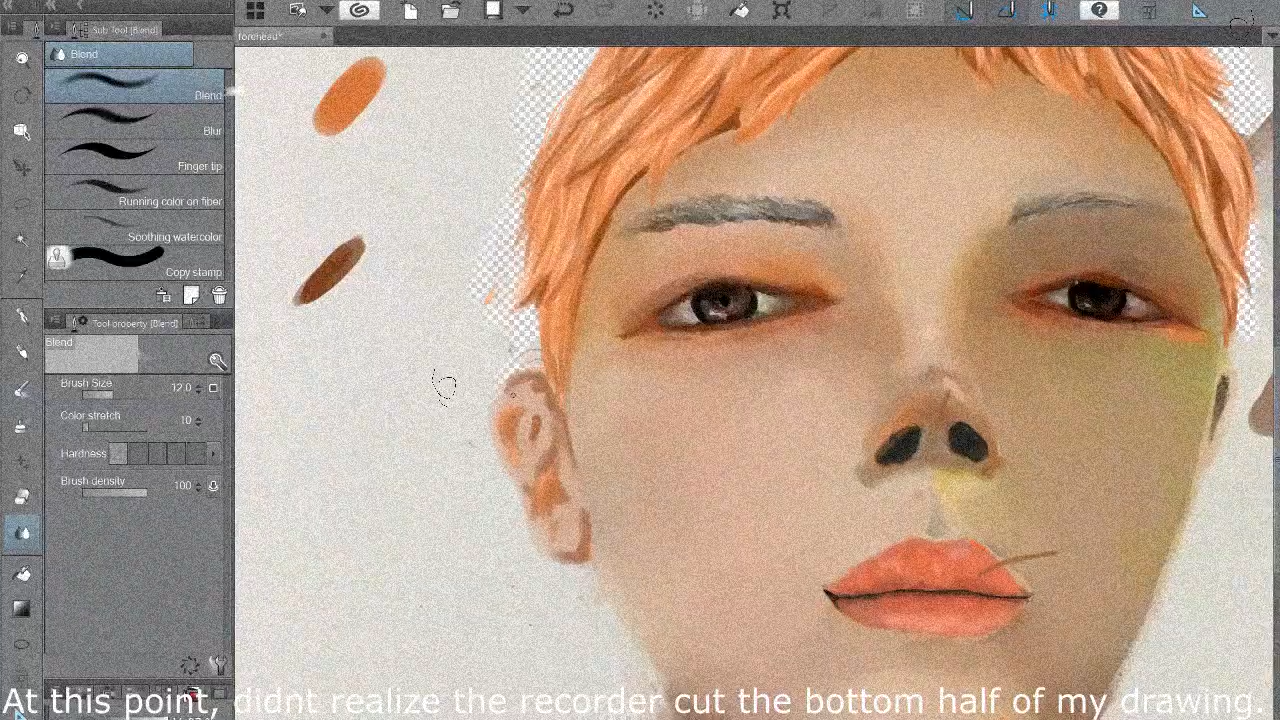 Sub Tool [Blend]
forehead*
Blend
Blend
Blur
Finger tip
Running color on fiber
Soothing watercolor
Copy stamp
Tool property [Blend]
Blend
Brush Size 12.0
Color stretch 10
Hardness
Brush density 100
At this point, didnt realize the recorder cut the bottom half of my drawing.